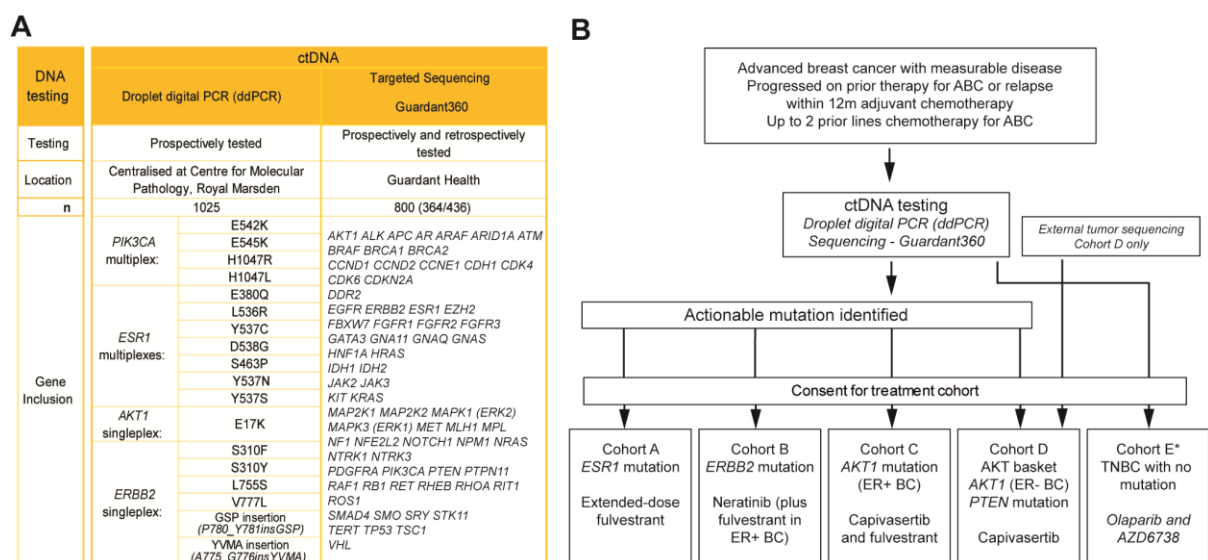 A
DNA
testing
ctDNA
Droplet digital PCR (ddPCR)
Targeted Sequencing
Guardant360
Testing
Prospectively tested
Prospectively and retrospectively
tested
Location
Centralised at Centre for Molecular
Pathology, Royal Marsden
Guardant Health
n
1025
800 (364/436)
Gene
Inclusion
PIK3CA
multiplex:
E542K
E545K
H1047R
H1047L
ESR1
multiplexes:
E380Q
L536R
Y537C
D538G
S463P
Y537N
Y537S
AKT1
singleplex:
E17K
ERBB2
singleplex:
S310F
S310Y
L755S
V777L
GSP insertion
(P780_Y781insGSP)
YVMA insertion
(A775_G776insYVMA)
AKT1 ALK APC AR ARAF ARID1A ATM
BRAF BRCA1 BRCA2
CCND1 CCND2 CCNE1 CDH1 CDK4
CDK6 CDKN2A
DDR2
EGFR ERBB2 ESR1 EZH2
FBXW7 FGFR1 FGFR2 FGFR3
GATA3 GNA11 GNAQ GNAS
HNF1A HRAS
IDH1 IDH2
JAK2 JAK3
KIT KRAS
MAP2K1 MAP2K2 MAPK1 (ERK2)
MAPK3 (ERK1) MET MLH1 MPL
NF1 NFE2L2 NOTCH1 NPM1 NRAS
NTRK1 NTRK3
PDGFRA PIK3CA PTEN PTPN11
RAF1 RB1 RET RHEB RHOA RIT1
ROS1
SMAD4 SMO SRY STK11
TERT TP53 TSC1
VHL
B
Advanced breast cancer with measurable disease
Progressed on prior therapy for ABC or relapse
within 12m adjuvant chemotherapy
Up to 2 prior lines chemotherapy for ABC
ctDNA testing
Droplet digital PCR (ddPCR)
Sequencing - Guardant360
External tumor sequencing
Cohort D only
Actionable mutation identified
Consent for treatment cohort
Cohort A
ESR1 mutation
Extended-dose
fulvestrant
Cohort B
ERBB2 mutation
Neratinib (plus
fulvestrant in
ER+ BC)
Cohort C
AKT1 mutation
(ER+ BC)
Capivasertib
and fulvestrant
Cohort D
AKT basket
AKT1 (ER- BC)
PTEN mutation
Capivasertib
Cohort E*
TNBC with no
mutation
Olaparib and
AZD6738